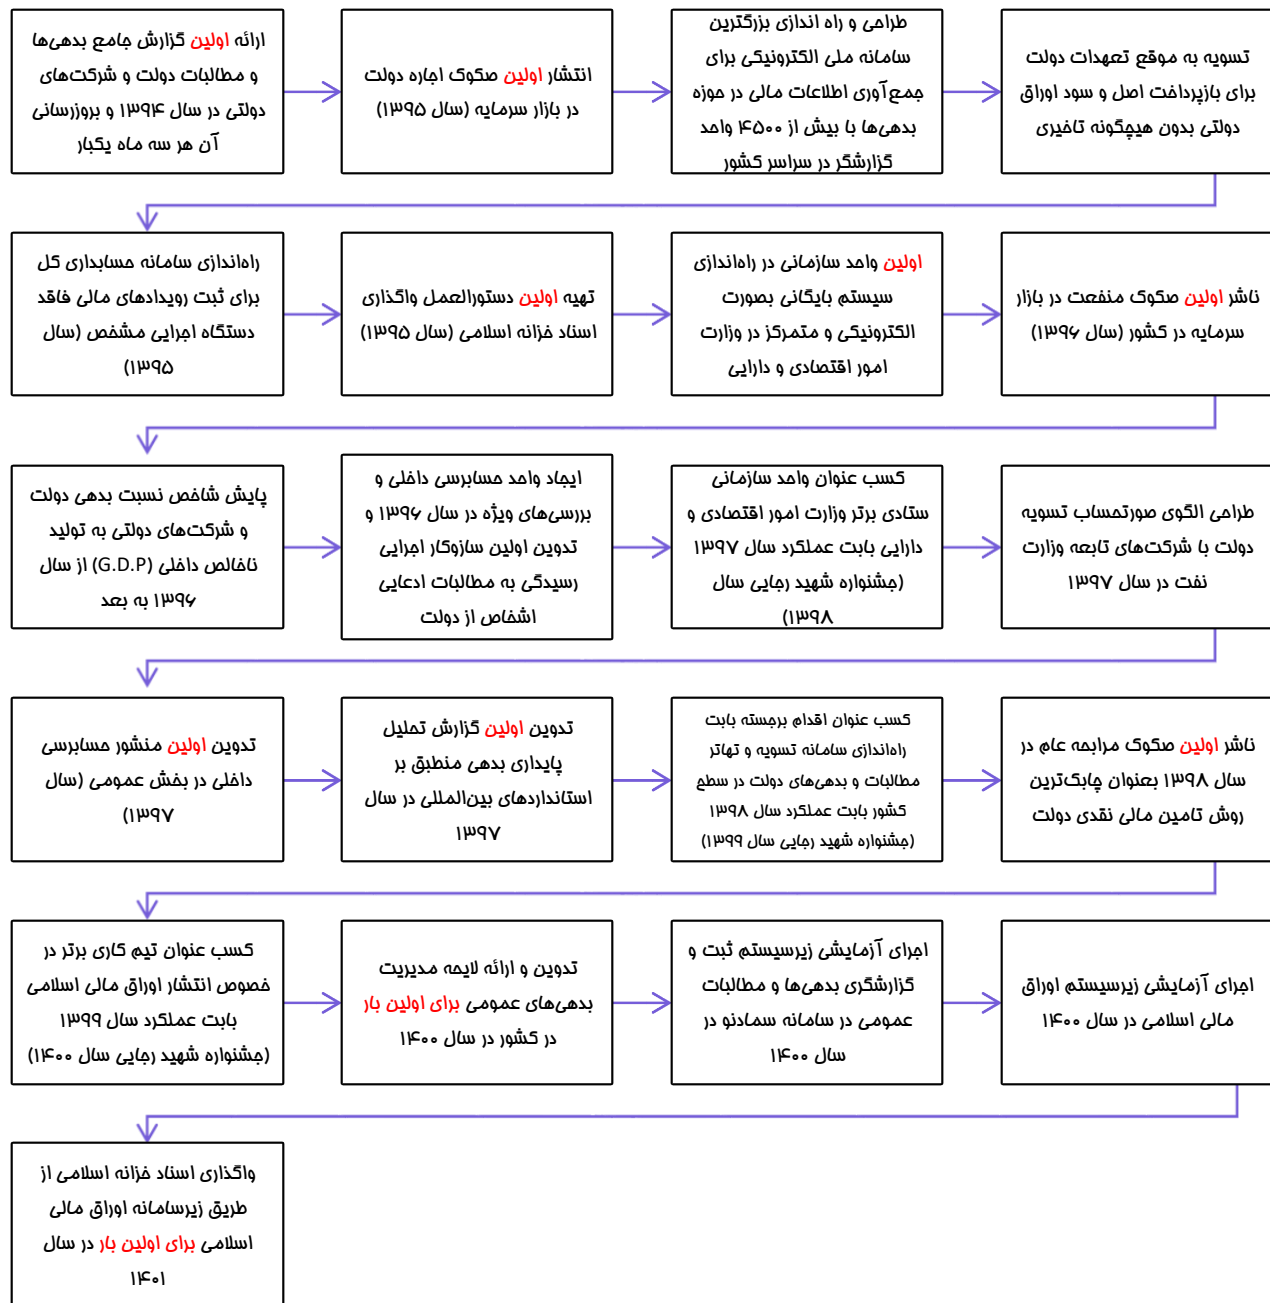 ارائه اولین گزارش جامع بدهی‌ها
و مطالبات دولت و شرکت‌های
دولتی در سال ۱۳۹۴ و بروزرسانی
آن هر سه ماه یکبار
انتشار اولین صکوک اجاره دولت
در بازار سرمایه (سال ۱۳۹۵)
طراحی و راه اندازی بزرگترین
سامانه ملی الکترونیکی برای
جمع‌آوری اطلاعات مالی در حوزه
بدهی‌ها با بیش از ۴۵۰۰ واحد
گزارشگر در سراسر کشور
تسویه به موقع تعهدات دولت
برای بازپرداخت اصل و سود اوراق
دولتی بدون هیچگونه تاخیری
راه‌اندازی سامانه حسابداری کل
برای ثبت رویدادهای مالی فاقد
دستگاه اجرایی مشخص (سال
۱۳۹۵)
تهیه اولین دستورالعمل واگذاری
اسناد خزانه اسلامی (سال ۱۳۹۵)
اولین واحد سازمانی در راه‌اندازی
سیستم بایگانی بصورت
الکترونیکی و متمرکز در وزارت
امور اقتصادی و دارایی
ناشر اولین صکوک منفعت در بازار
سرمایه در کشور (سال ۱۳۹۶)
پایش شاخص نسبت بدهی دولت
و شرکت‌های دولتی به تولید
ناخالص داخلی (G.D.P) از سال
۱۳۹۶ به بعد
ایجاد واحد حسابرسی داخلی و
بررسی‌های ویژه در سال ۱۳۹۶ و
تدوین اولین سازوکار اجرایی
رسیدگی به مطالبات ادعایی
اشخاص از دولت
کسب عنوان واحد سازمانی
ستادی برتر وزارت امور اقتصادی و
دارایی بابت عملکرد سال ۱۳۹۷
(جشنواره شهید رجایی سال
۱۳۹۸)
طراحی الگوی صورتحساب تسویه
دولت با شرکت‌های تابعه وزارت
نفت در سال ۱۳۹۷
تدوین اولین منشور حسابرسی
داخلی در بخش عمومی (سال
۱۳۹۷)
تدوین اولین گزارش تحلیل
پایداری بدهی منطبق بر
استانداردهای بین‌المللی در سال
۱۳۹۷
کسب عنوان اقدام برجسته بابت
راه‌اندازی سامانه تسویه و تهاتر
مطالبات و بدهی‌های دولت در سطح
کشور بابت عملکرد سال ۱۳۹۸
(جشنواره شهید رجایی سال ۱۳۹۹)
ناشر اولین صکوک مرابحه عام در
سال ۱۳۹۸ بعنوان چابک‌ترین
روش تامین مالی نقدی دولت
کسب عنوان تیم کاری برتر در
خصوص انتشار اوراق مالی اسلامی
بابت عملکرد سال ۱۳۹۹
(جشنواره شهید رجایی سال ۱۴۰۰)
تدوین و ارائه لایحه مدیریت
بدهی‌های عمومی برای اولین بار
در کشور در سال ۱۴۰۰
اجرای آزمایشی زیرسیستم ثبت و
گزارشگری بدهی‌ها و مطالبات
عمومی در سامانه سمادنو در
سال ۱۴۰۰
اجرای آزمایشی زیرسیستم اوراق
مالی اسلامی در سال ۱۴۰۰
واگذاری اسناد خزانه اسلامی از
طریق زیرسامانه اوراق مالی
اسلامی برای اولین بار در سال
۱۴۰۱